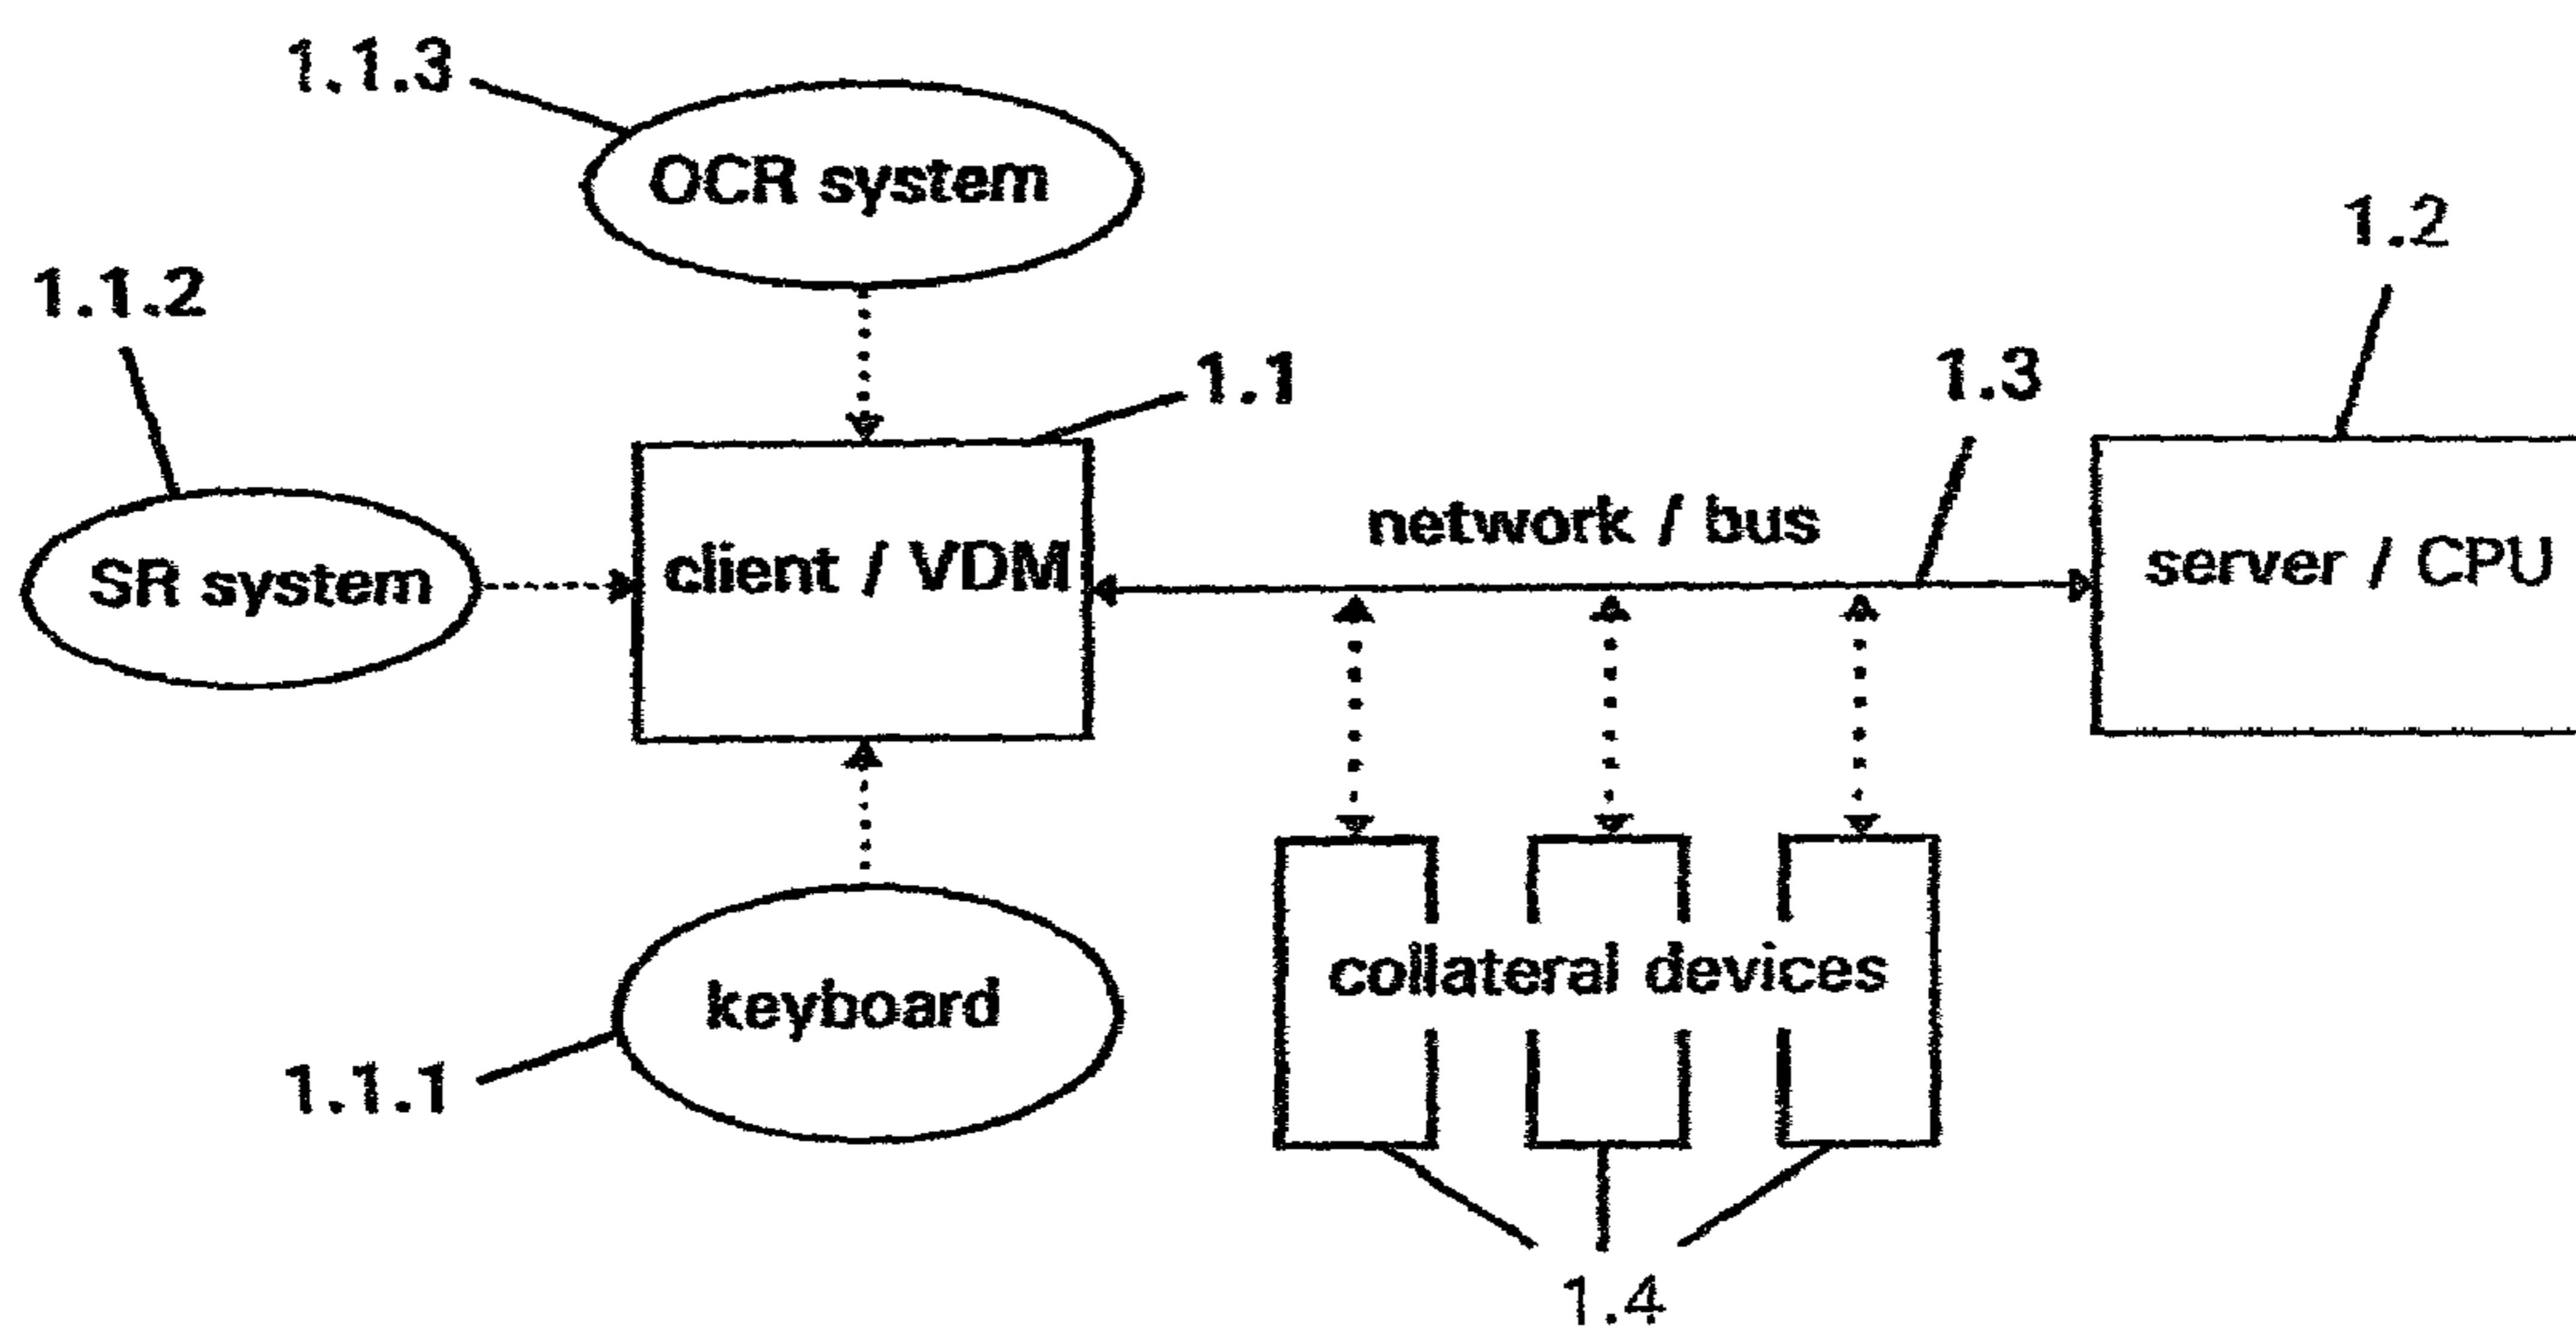 1.1.3
OCR system
1.2
1.1.2
1.1
1.3
network / bus
SR system
client / VDM
server / CPU
collateral devices
keyboard
1.1.1
1.4